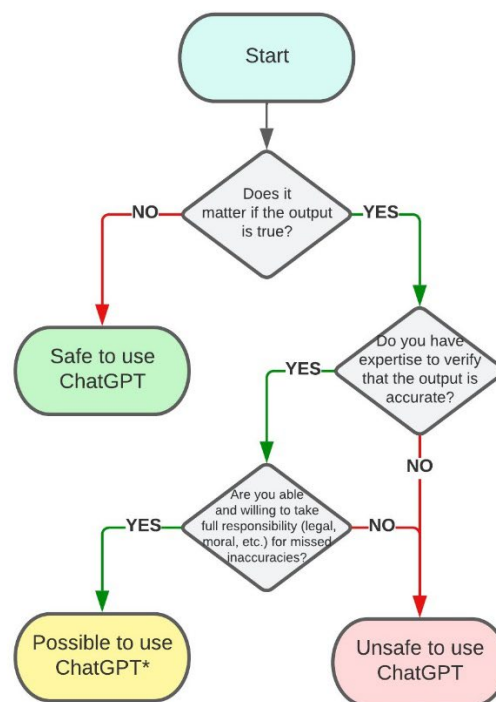 Start
Does it
matter if the output
is true?
NO
YES
Safe to use
ChatGPT
Do you have
expertise to verify
that the output is
accurate?
YES
NO
Are you able
and willing to take
full responsibility (legal,
moral, etc.) for missed
inaccuracies?
YES
NO
Possible to use
ChatGPT*
Unsafe to use
ChatGPT